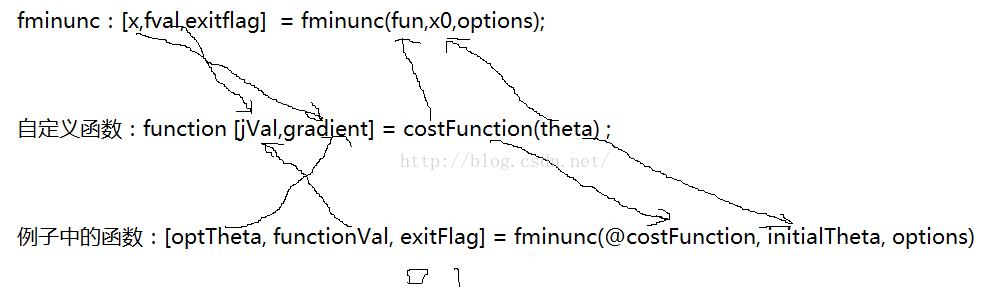 fminunc : [x,fval,exitflag] = fminunc(fun,x0,options);
自定义函数 : function [jVal,gradient] = costFunction(theta) ;
http://blog.csdn.net/
例子中的函数 : [optTheta, functionVal, exitFlag] = fminunc(@costFunction, initialTheta, options)